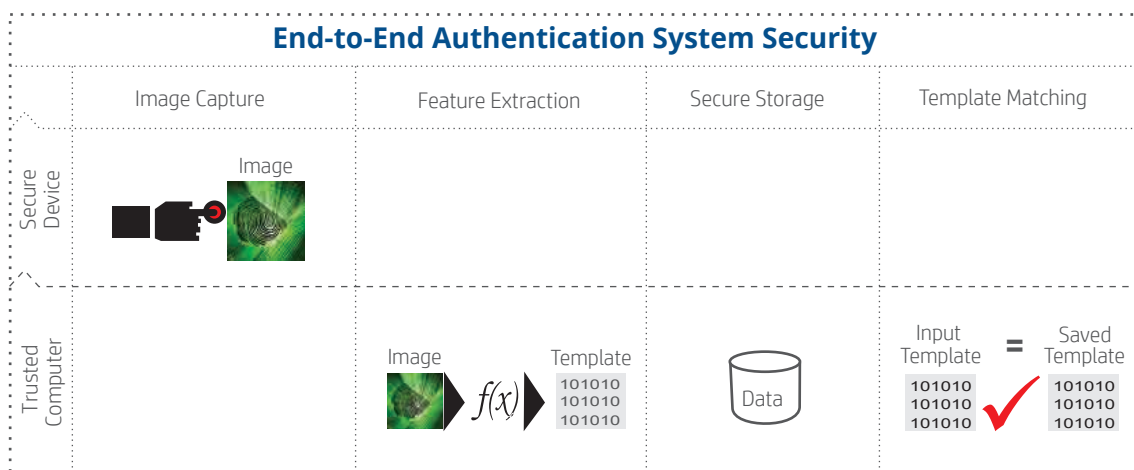 End-to-End Authentication System Security
Image Capture
Feature Extraction
Secure Storage
Template Matching
Secure
Device
Image
Trusted
Computer
Image
f(x)
Template
101010
101010
101010
Data
Input
Template
=
Saved
Template
101010
101010
101010
101010
101010
101010